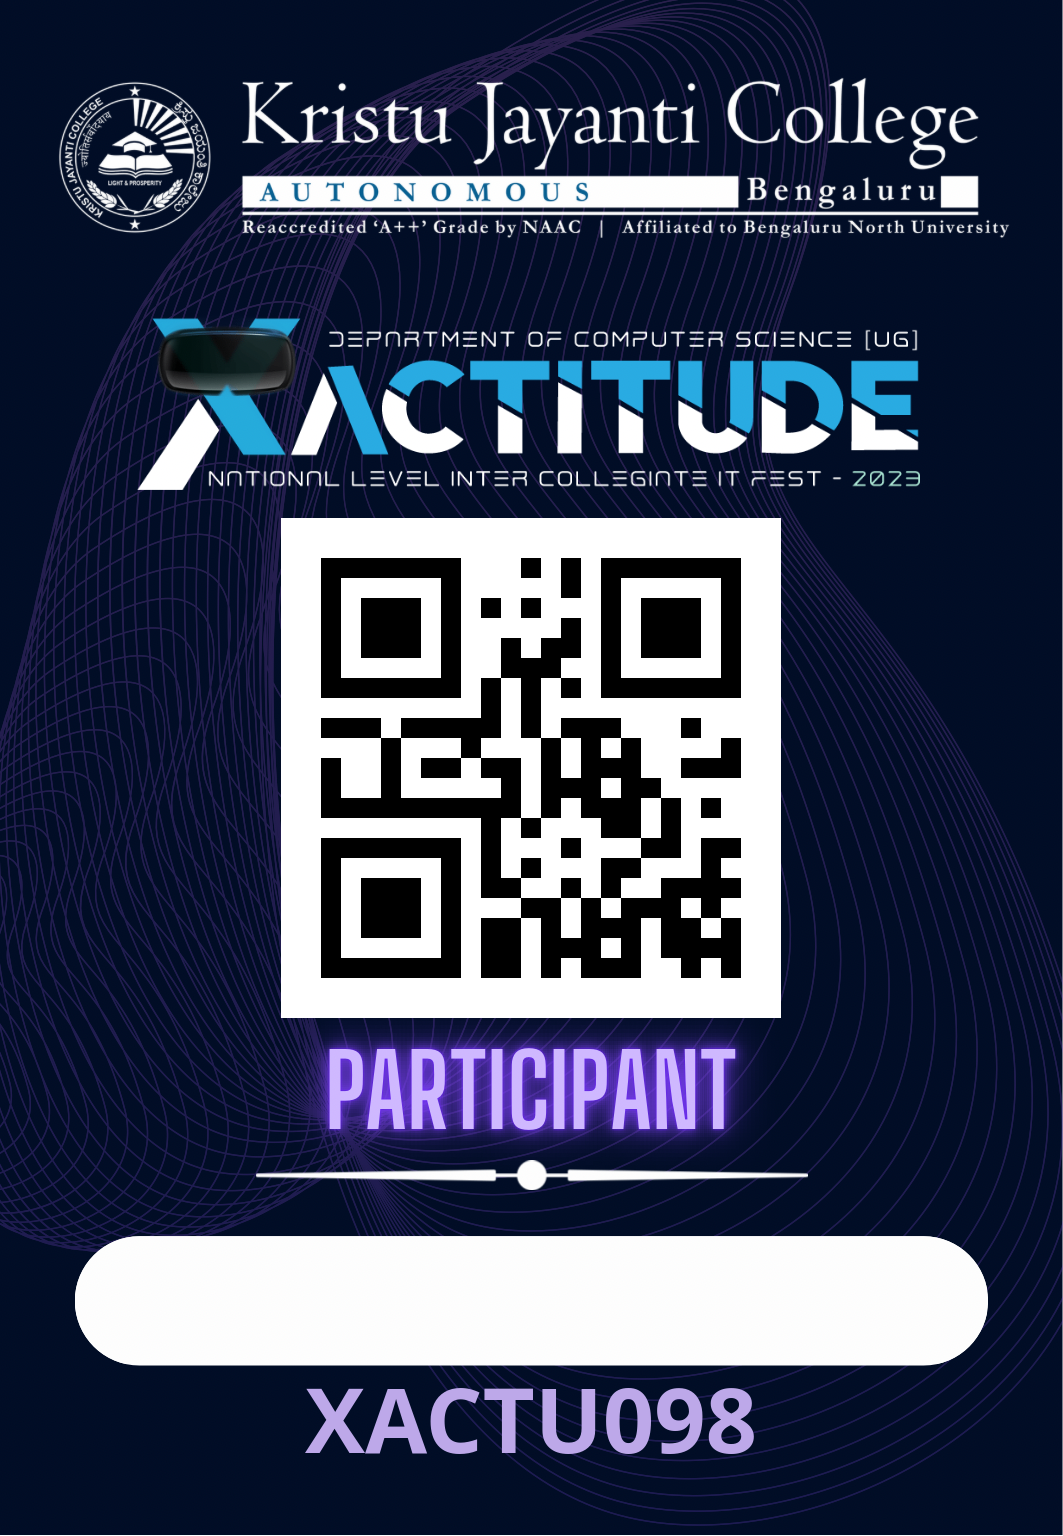 KRISTU JAYANTI COLLEGE
LIGHT & PROSPERITY
Kristu Jayanti College
AUTONOMOUS Bengaluru
Reaccredited ‘A++’ Grade by NAAC | Affiliated to Bengaluru North University
DEPARTMENT OF COMPUTER SCIENCE [UG]
XACTITUDE
NATIONAL LEVEL INTER COLLEGIATE IT FEST - 2023
PARTICIPANT
XACTU098